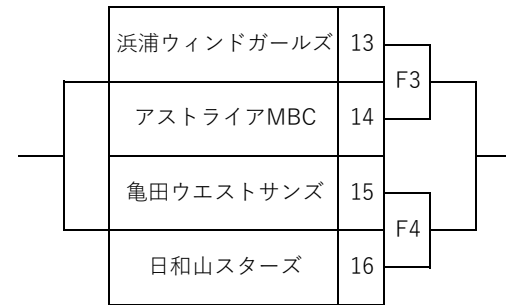 浜浦ウィンドガールズ 13
F3
アストライアMBC 14
亀田ウエストサンズ 15
F4
日和山スターズ 16